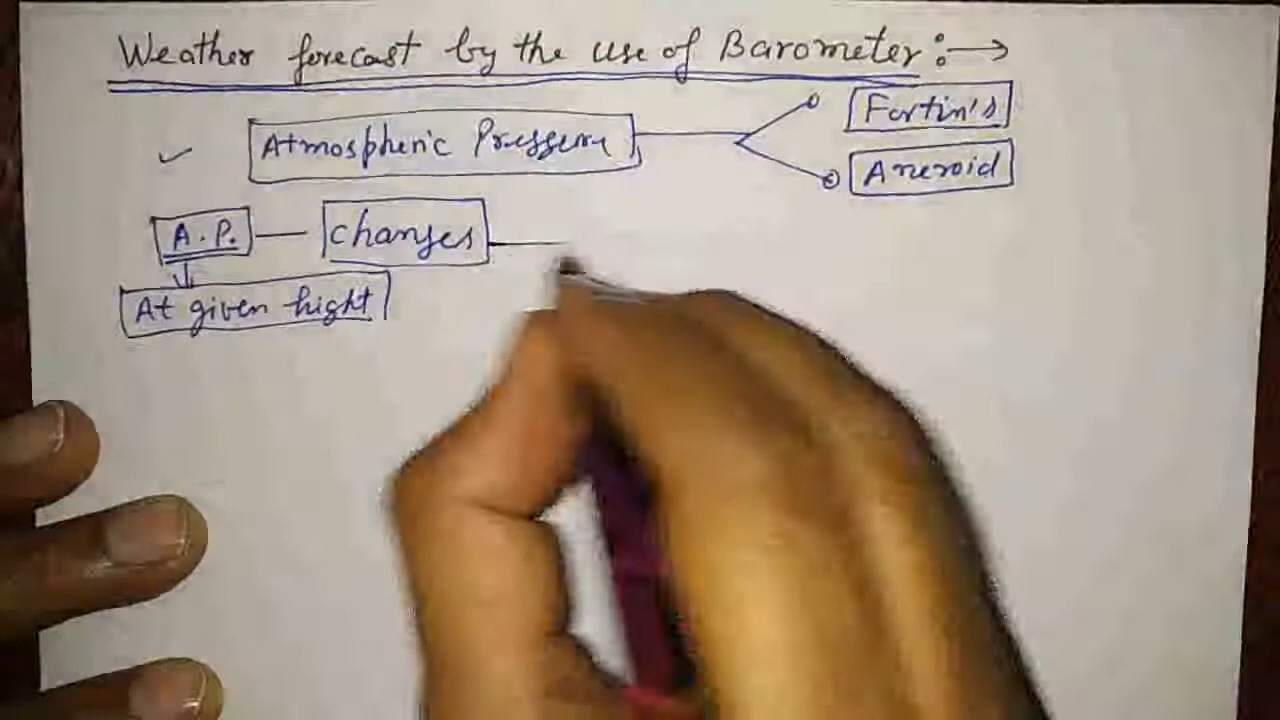 Weather forecast by the use of Barometer :→
Atmospheric Pressure
Fortin's
Aneroid
A.P.
changes
At given hight